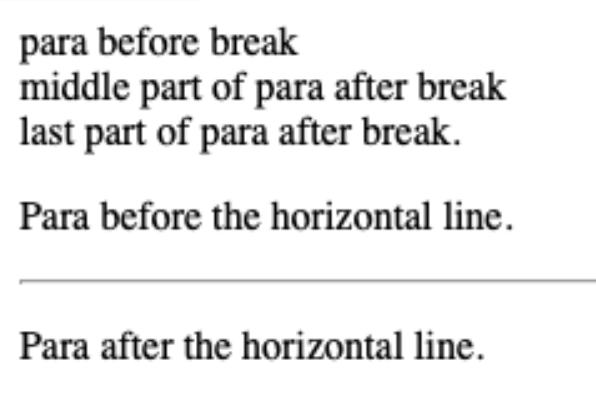 para before break
middle part of para after break
last part of para after break.
Para before the horizontal line.
Para after the horizontal line.